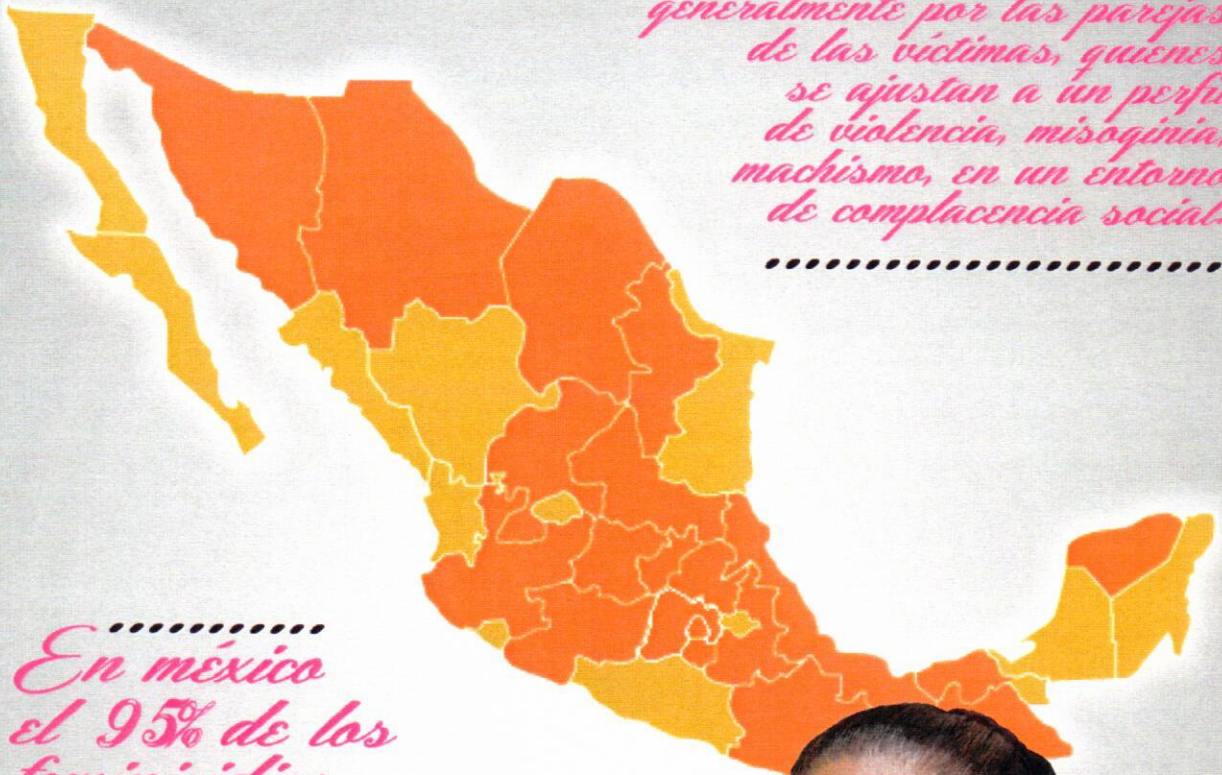 generalmente por las parejas
de las víctimas, quienes
se ajustan a un perfil
de violencia, misoginia,
machismo, en un entorno
de complacencia social.
En méxico
el 95% de los